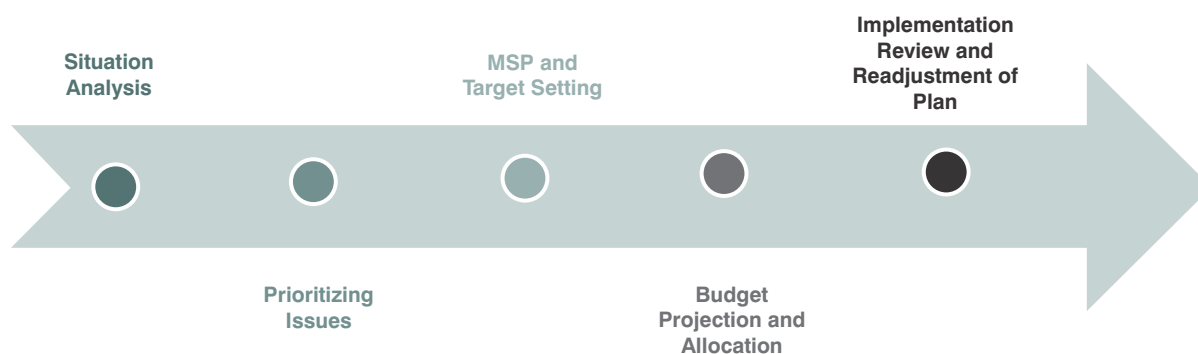 Situation
Analysis
Prioritizing
Issues
MSP and
Target Setting
Budget
Projection and
Allocation
Implementation
Review and
Readjustment of
Plan